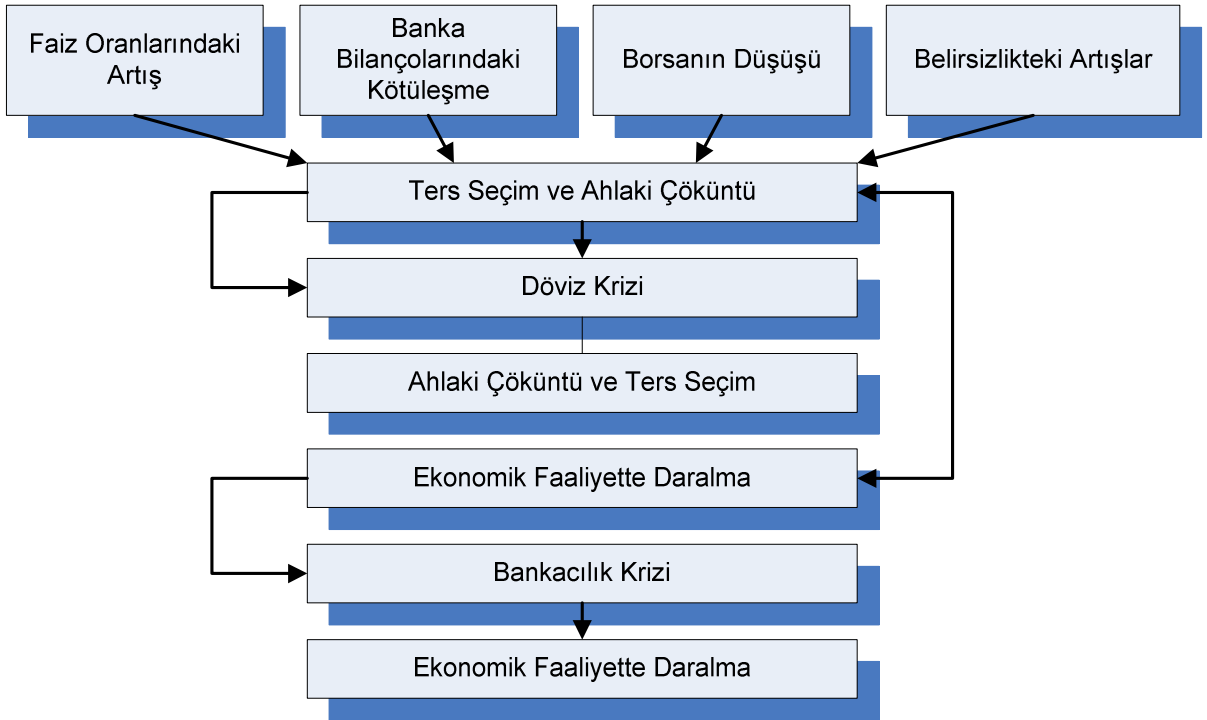 Faiz Oranlarındaki
Artış
Banka
Bilançolarındaki
Kötüleşme
Borsanın Düşüşü
Belirsizlikteki Artışlar
Ters Seçim ve Ahlaki Çöküntü
Döviz Krizi
Ahlaki Çöküntü ve Ters Seçim
Ekonomik Faaliyette Daralma
Bankacılık Krizi
Ekonomik Faaliyette Daralma